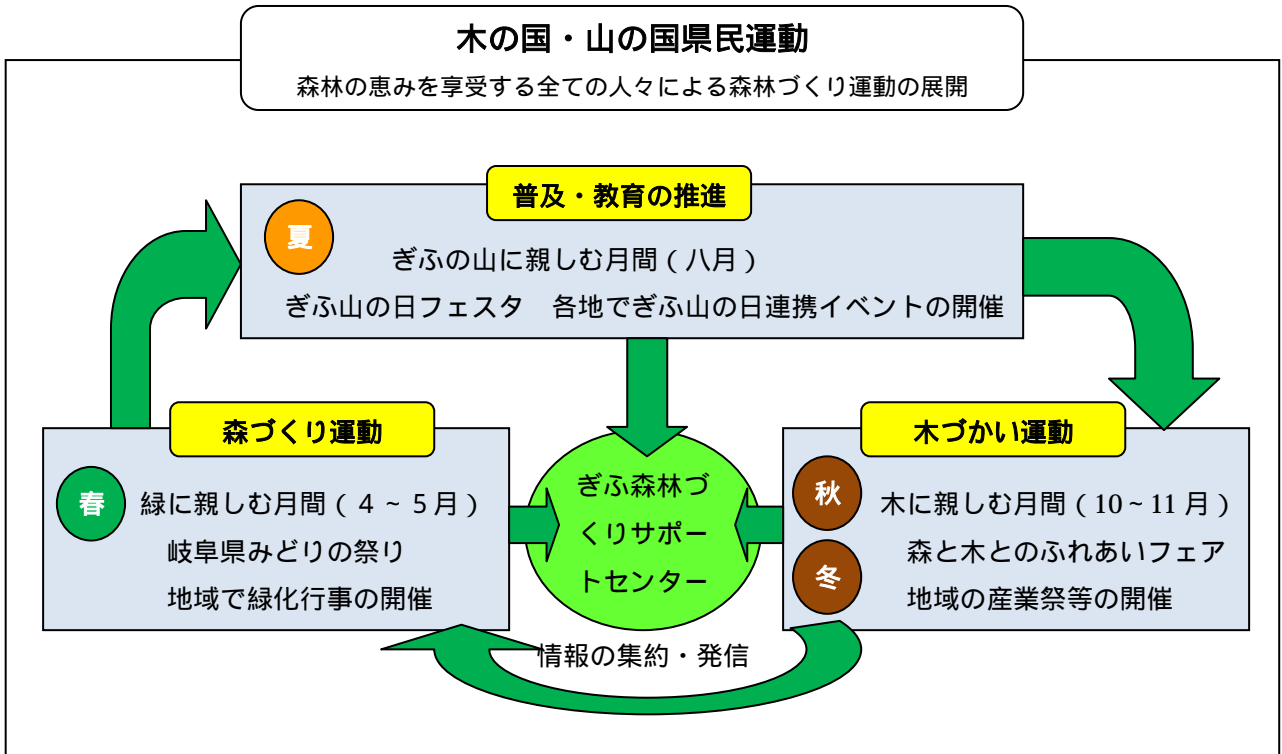 木の国・山の国県民運動
森林の恵みを享受する全ての人々による森林づくり運動の展開
普及・教育の推進
夏
ぎふの山に親しむ月間(八月)
ぎふ山の日フェスタ　各地でぎふ山の日連携イベントの開催
森づくり運動
春
緑に親しむ月間(4~5月)
岐阜県みどりの祭り
地域で緑化行事の開催
ぎふ森林づ
くりサポー
トセンター
木づかい運動
秋
冬
木に親しむ月間(10~11月)
森と木とのふれあいフェア
地域の産業祭等の開催
情報の集約・発信